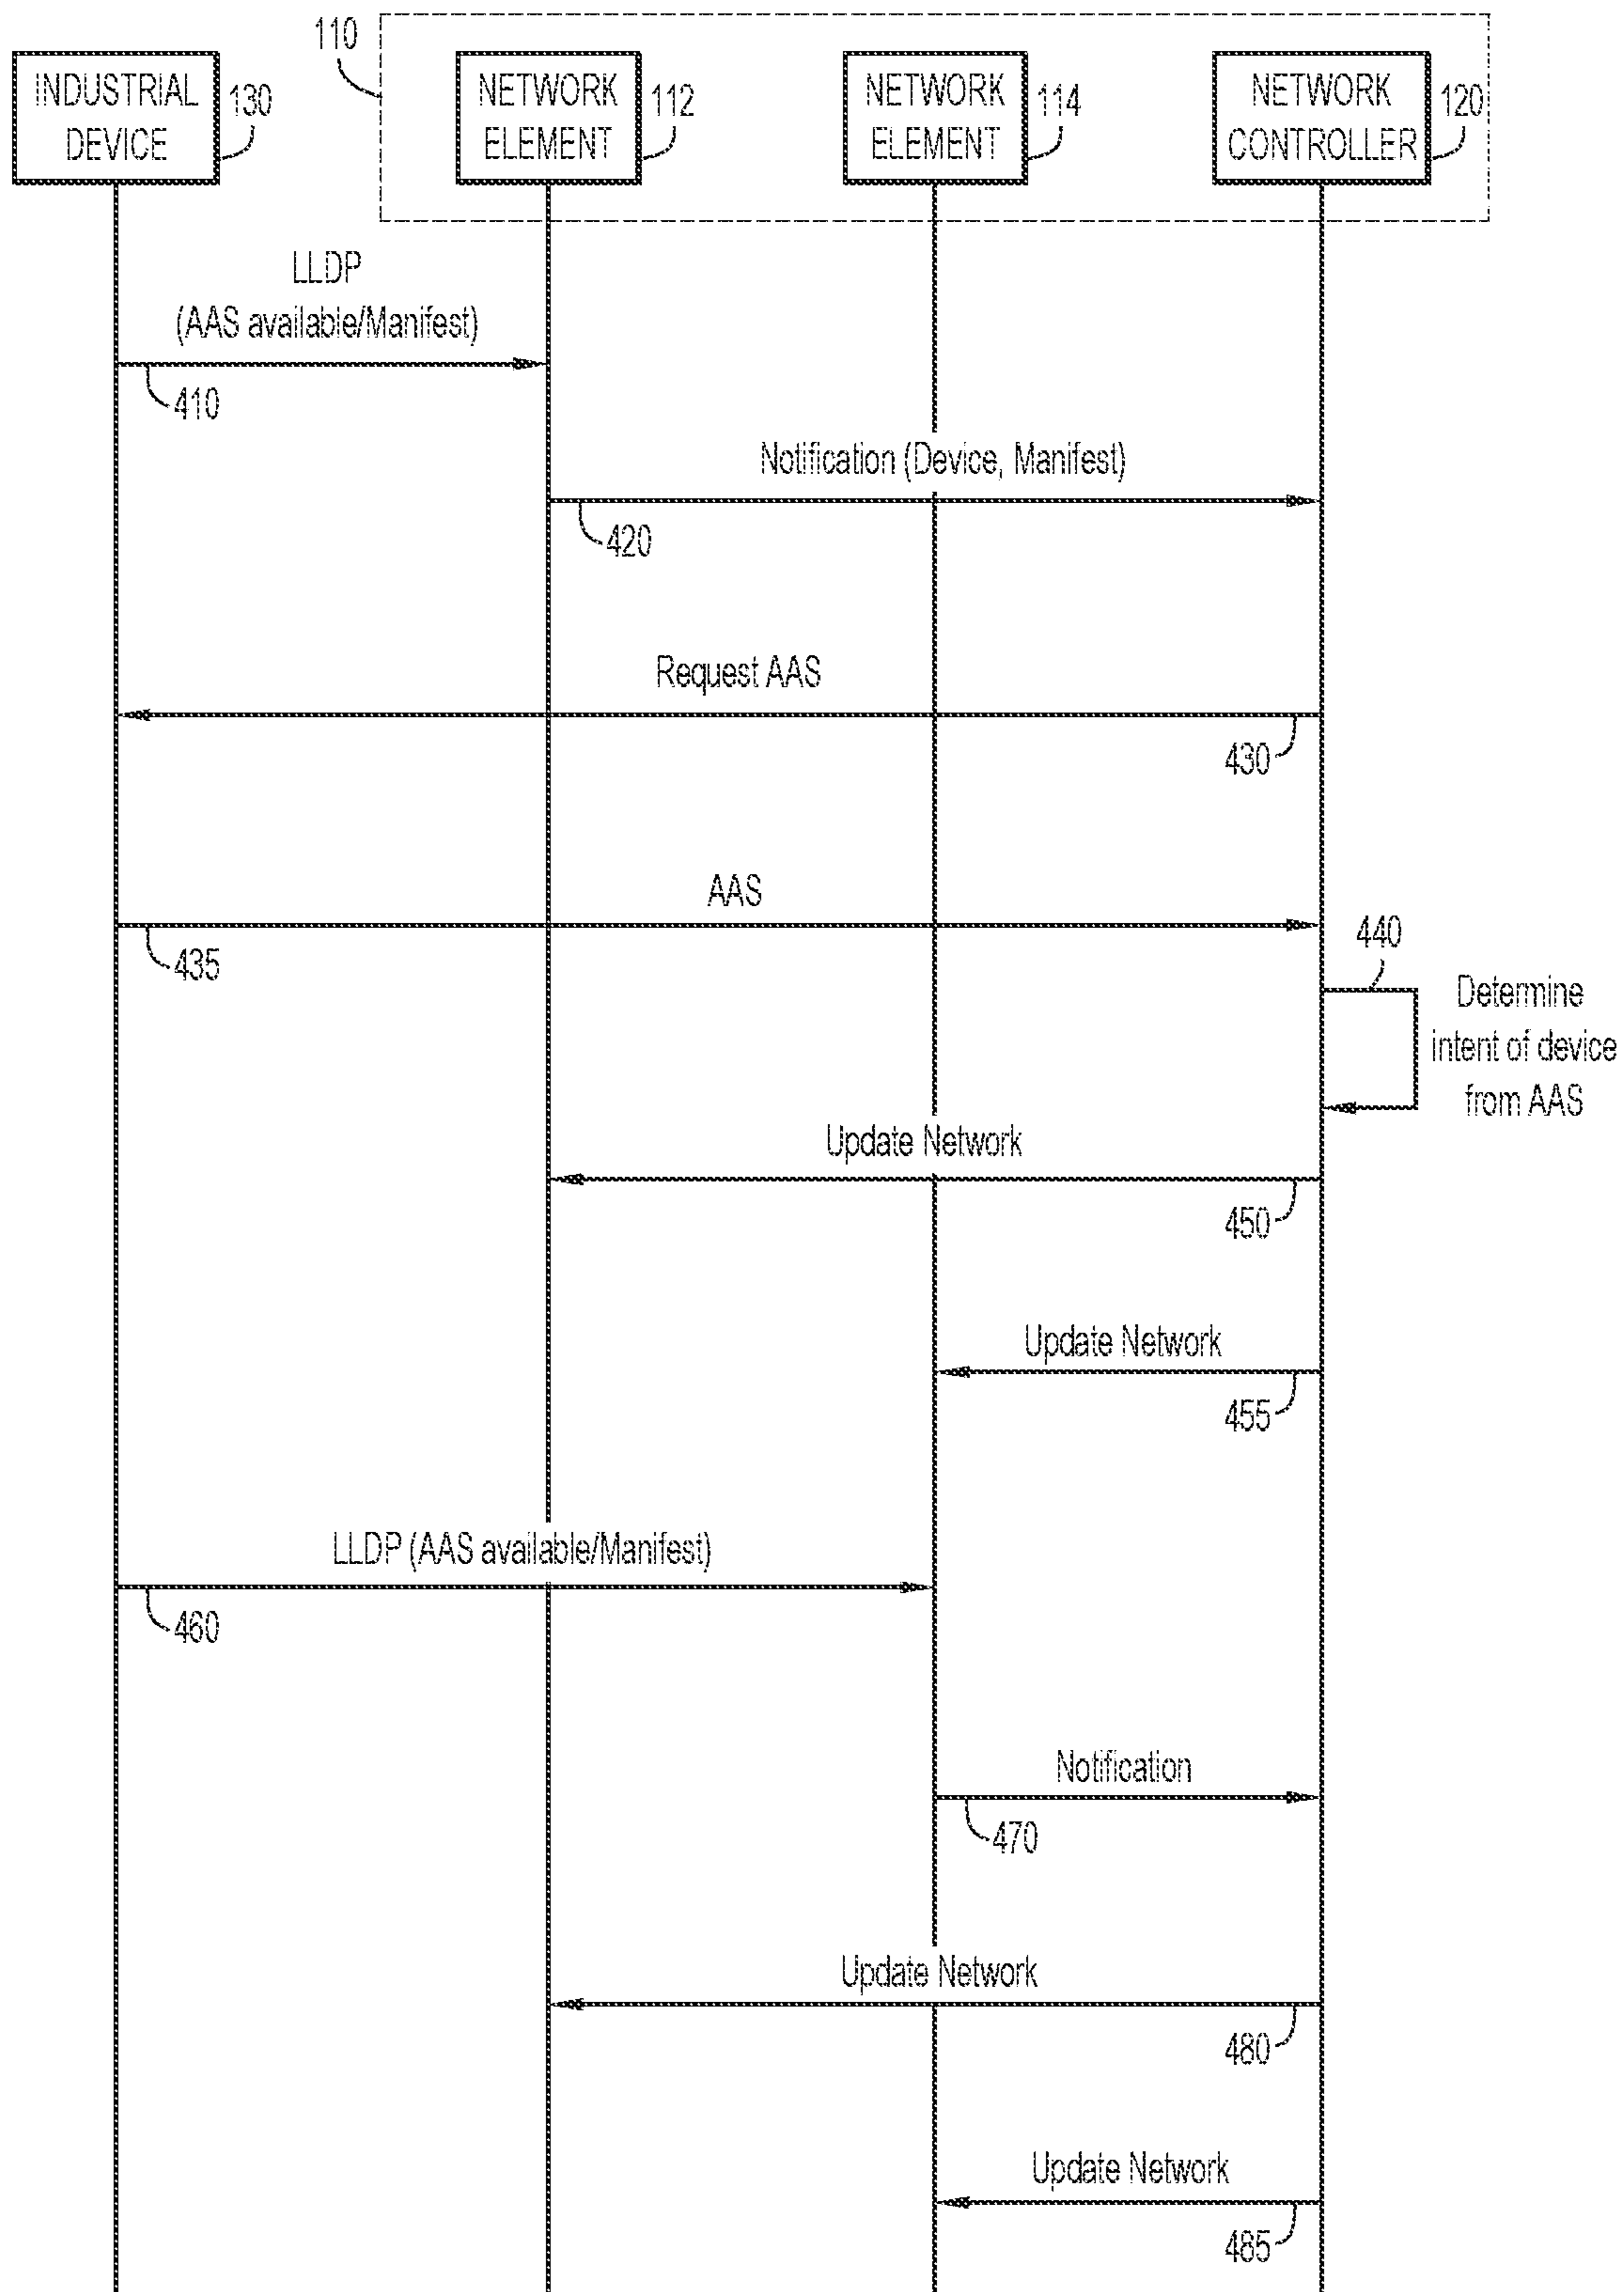 110
INDUSTRIAL
DEVICE
130
NETWORK
ELEMENT
112
NETWORK
ELEMENT
114
NETWORK
CONTROLLER
120
LLDP
(AAS available/Manifest)
410
Notification (Device, Manifest)
420
Request AAS
430
AAS
435
440
Determine
intent of device
from AAS
Update Network
450
Update Network
455
LLDP (AAS available/Manifest)
460
Notification
470
Update Network
480
Update Network
485